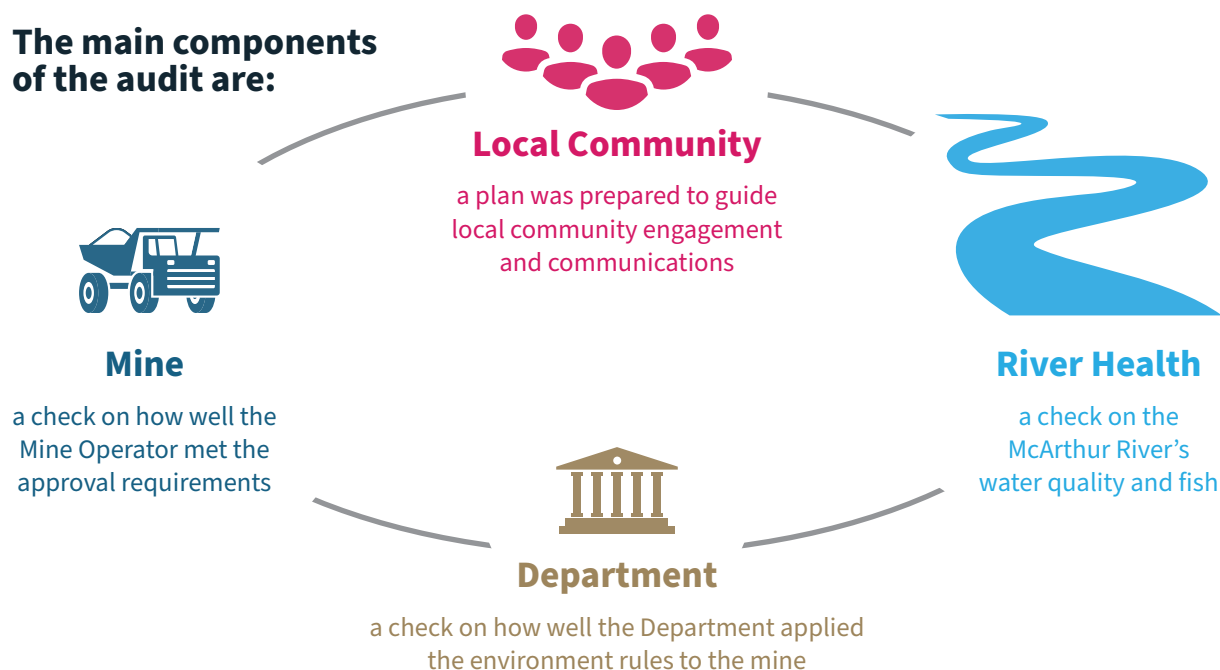 The main components
of the audit are:
Local Community
a plan was prepared to guide
local community engagement
and communications
Mine
a check on how well the
Mine Operator met the
approval requirements
River Health
a check on the
McArthur River’s
water quality and fish
Department
a check on how well the Department applied
the environment rules to the mine